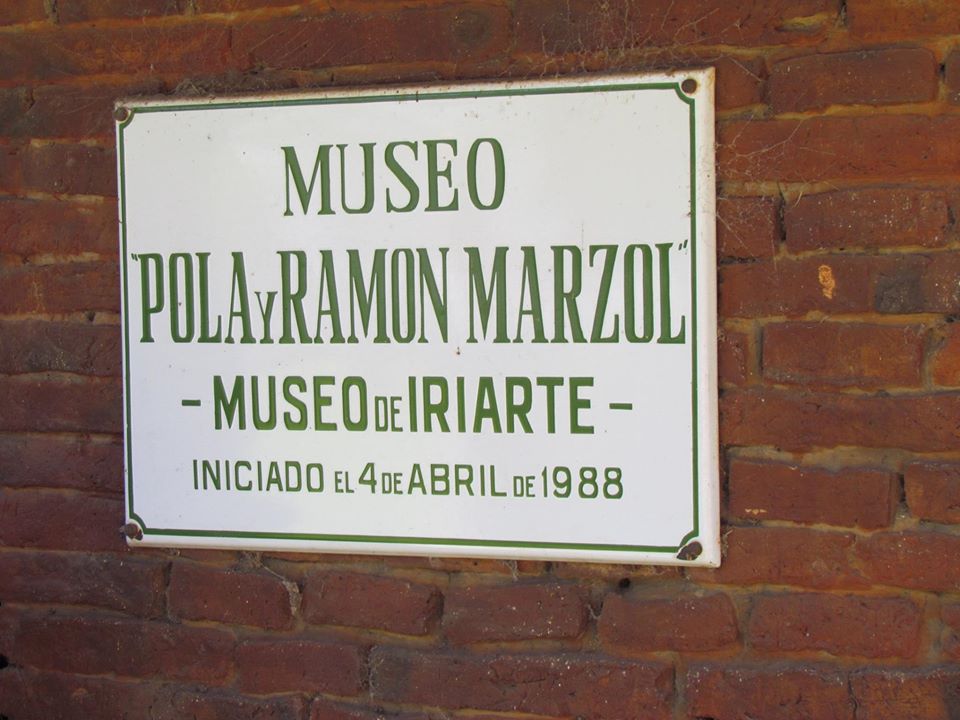 MUSEO
"POLA Y RAMON MARZOL"
- MUSEO DE IRIARTE -
INICIADO EL 4 DE ABRIL DE 1988